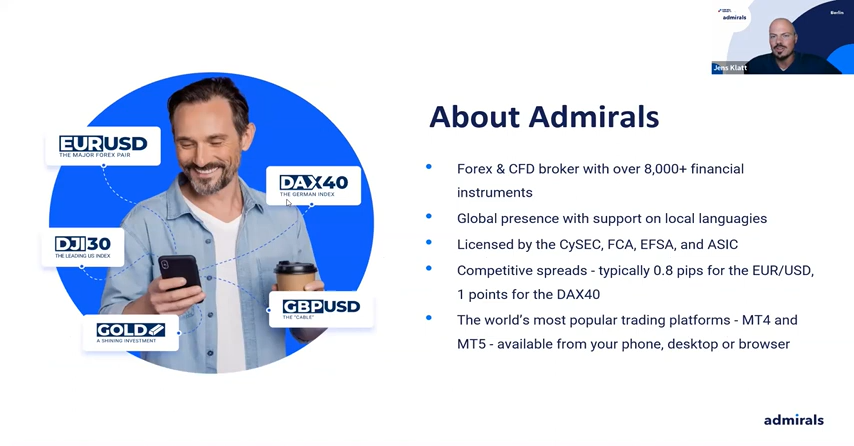 admirals
Berlin
Jens Klatt
About Admirals
EURUSD
THE MAJOR FOREX PAIR
DAX40
THE GERMAN INDEX
DJI30
THE LEADING US INDEX
GBPUSD
THE "CABLE"
GOLD
A SHINING INVESTMENT
• Forex & CFD broker with over 8,000+ financial
instruments
• Global presence with support on local languagies
• Licensed by the CySEC, FCA, EFSA, and ASIC
• Competitive spreads - typically 0.8 pips for the EUR/USD,
1 points for the DAX40
• The world's most popular trading platforms - MT4 and
MT5 - available from your phone, desktop or browser
admirals